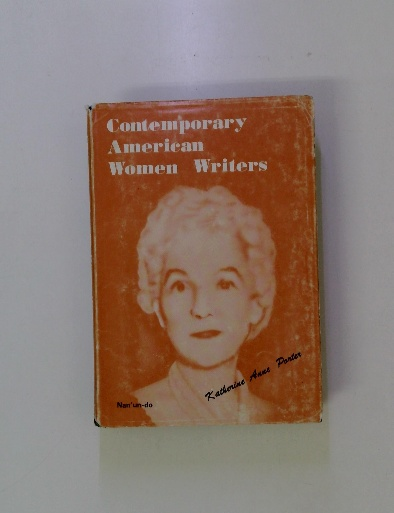 Contemporary
American
Women Writers
Katherine Anne Porter
Nan'un-do